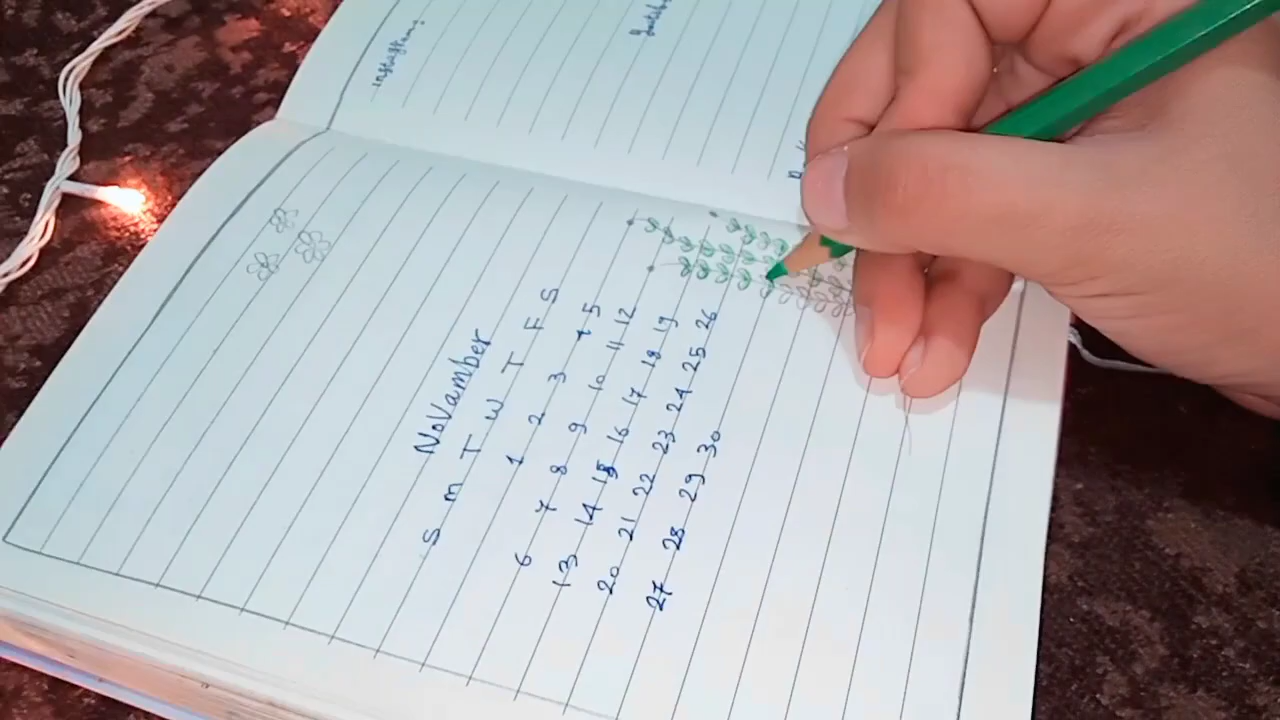 instagram
NoVamber
S m T W T F S
1 2 3 4 5
6 7 8 9 10 11 12
13 14 15 16 17 18 19
20 21 22 23 24 25 26
27 28 29 30